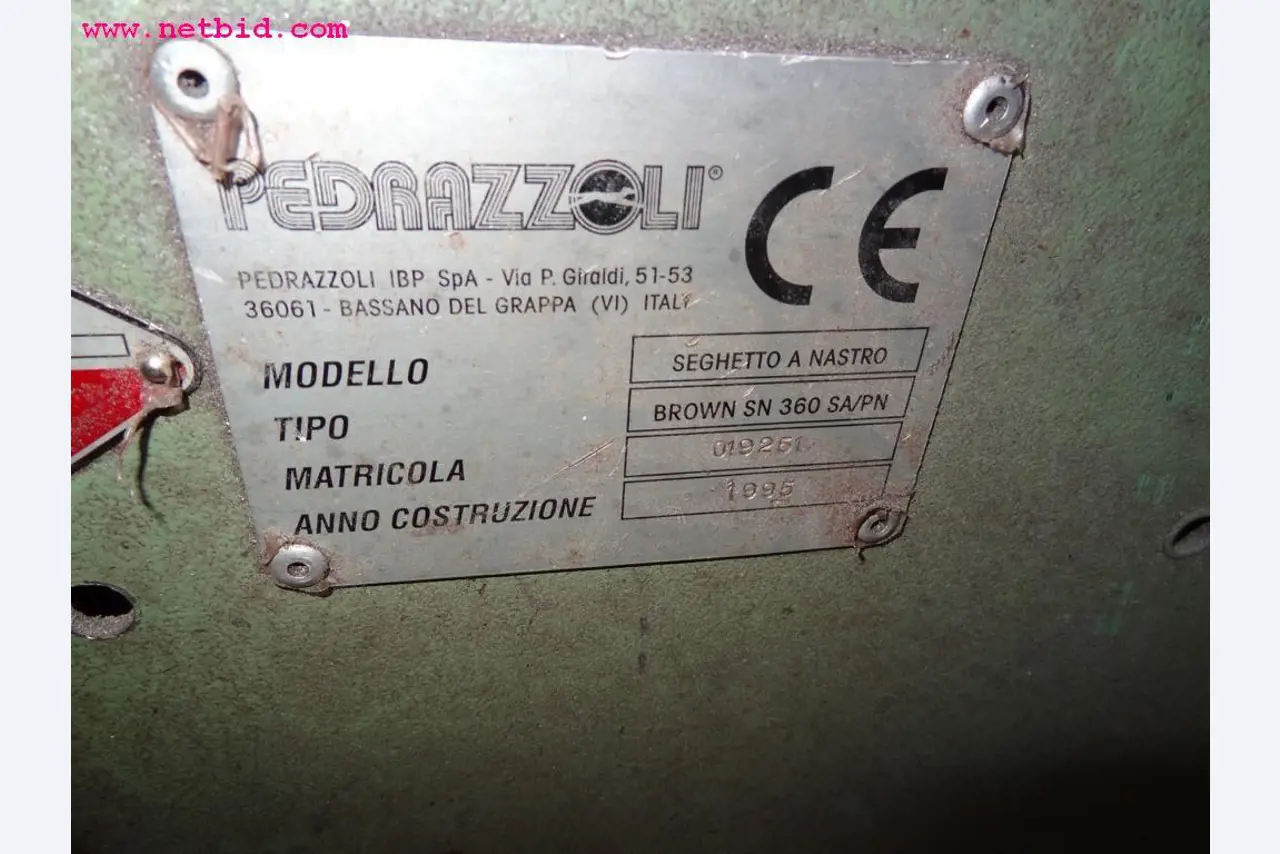 www.netbid.com
PEDRAZZOLI®
CE
PEDRAZZOLI IBP SpA - Via P. Giraldi, 51-53
36061 - BASSANO DEL GRAPPA (VI) ITALY
MODELLO SEGHETTO A NASTRO
TIPO BROWN SN 360 SA/PN
MATRICOLA 019261
ANNO COSTRUZIONE 1995